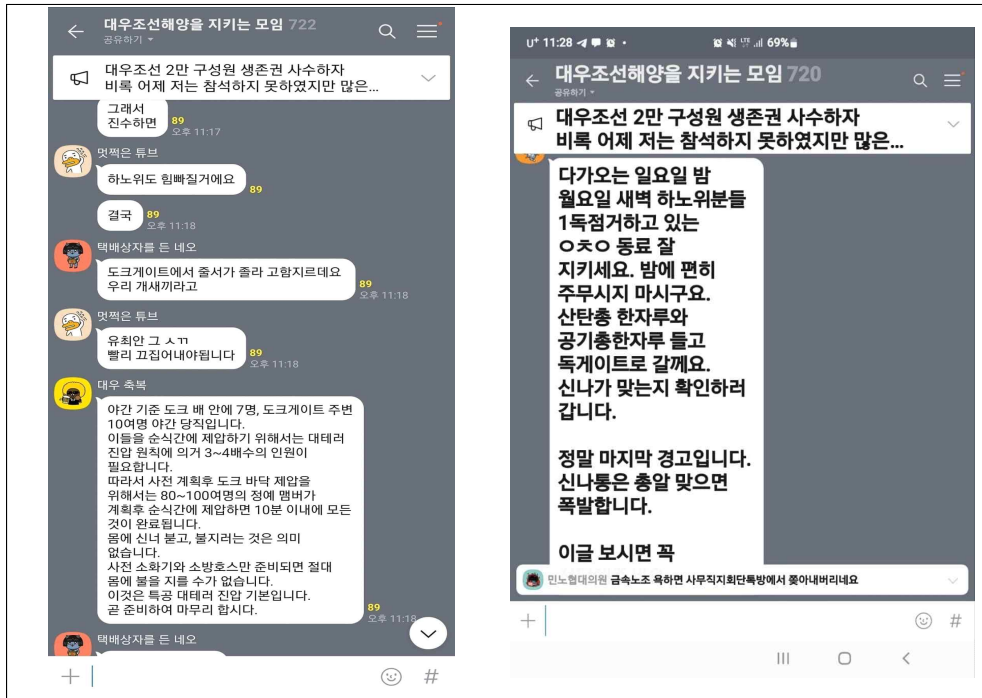 대우조선해양을 지키는 모임 722
공유하기
대우조선 2만 구성원 생존권 사수하자
비록 어제 저는 참석하지 못하였지만 많은...
그래서
진수하면
89
오후 11:17
멋쩍은 튜브
하노위도 힘빠질거에요
89
결국
89
오후 11:18
택배상자를 든 네오
도크게이트에서 줄서가 졸라 고함지르데요
우리 개새끼라고
89
오후 11:18
멋쩍은 튜브
유최안 그 ㅅㄲ
빨리 끄집어내야됩니다
89
오후 11:18
대우 축복
야간 기준 도크 배 안에 7명, 도크게이트 주변
10여명 야간 당직입니다.
이들을 순식간에 제압하기 위해서는 대테러
진압 원칙에 의거 3~4배수의 인원이
필요합니다.
따라서 사전 계획후 도크 바닥 제압을
위해서는 80~100여명의 정예 맴버가
계획후 순식간에 제압하면 10분 이내에 모든
것이 완료됩니다.
몸에 신너 붇고, 불지러는 것은 의미
없습니다.
사전 소화기와 소방호스만 준비되면 절대
몸에 불을 지를 수가 없습니다.
이것은 특공 대테러 진압 기본입니다.
곧 준비하여 마무리 합시다.
89
오후 11:18
택배상자를 든 네오
U+ 11:28
LTE 69%
대우조선해양을 지키는 모임 720
공유하기
대우조선 2만 구성원 생존권 사수하자
비록 어제 저는 참석하지 못하였지만 많은...
다가오는 일요일 밤
월요일 새벽 하노위분들
1독점거하고 있는
ㅇㅊㅇ 동료 잘
지키세요. 밤에 편히
주무시지 마시구요.
산탄총 한자루와
공기총한자루 들고
독게이트로 갈께요.
신나가 맞는지 확인하러
갑니다.
정말 마지막 경고입니다.
신나통은 총알 맞으면
폭발합니다.
이글 보시면 꼭
민노협대의원 금속노조 욕하면 사무직지회단톡방에서 쫒아내버리네요